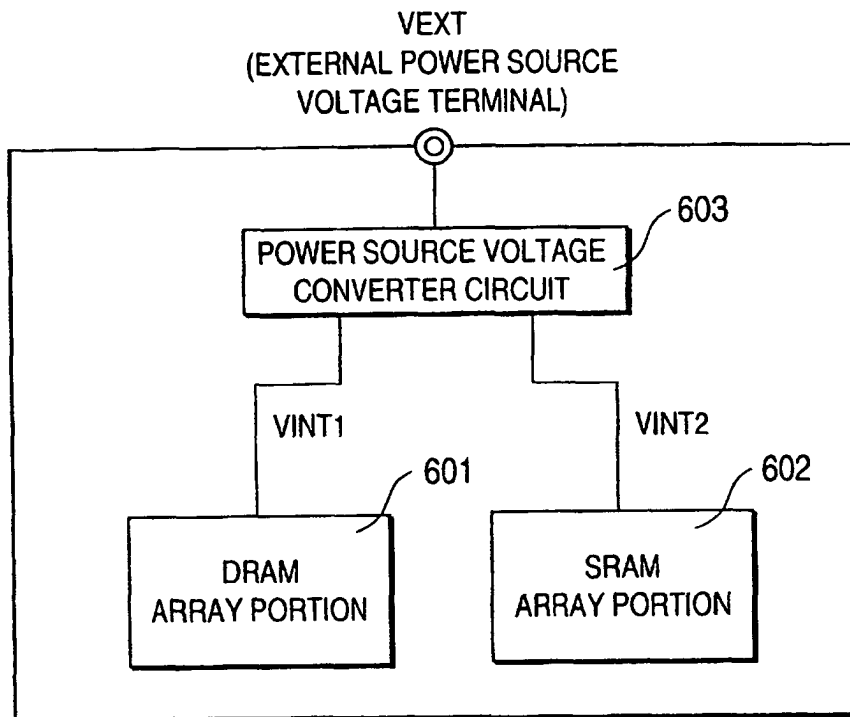 VEXT
(EXTERNAL POWER SOURCE
VOLTAGE TERMINAL)
603
POWER SOURCE VOLTAGE
CONVERTER CIRCUIT
VINT1
VINT2
601
602
DRAM
ARRAY PORTION
SRAM
ARRAY PORTION